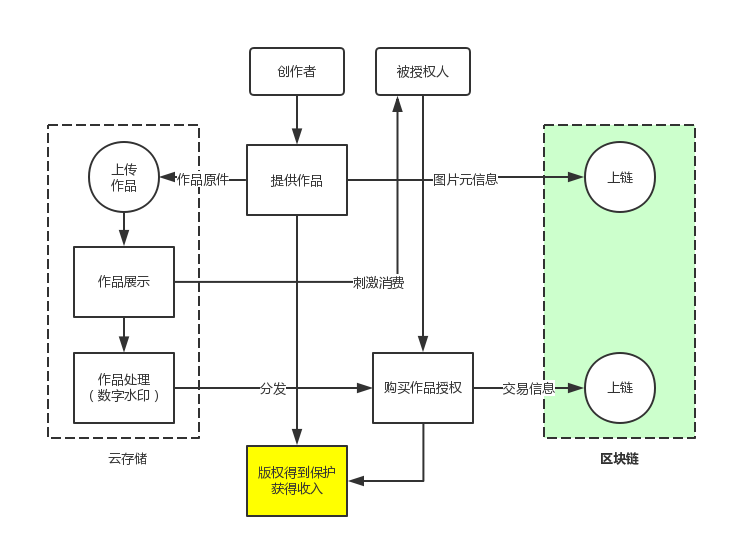 创作者
被授权人
上传
作品
作品原件
提供作品
图片元信息
上链
作品展示
刺激消费
作品处理
（数字水印）
分发
购买作品授权
交易信息
上链
云存储
区块链
版权得到保护
获得收入